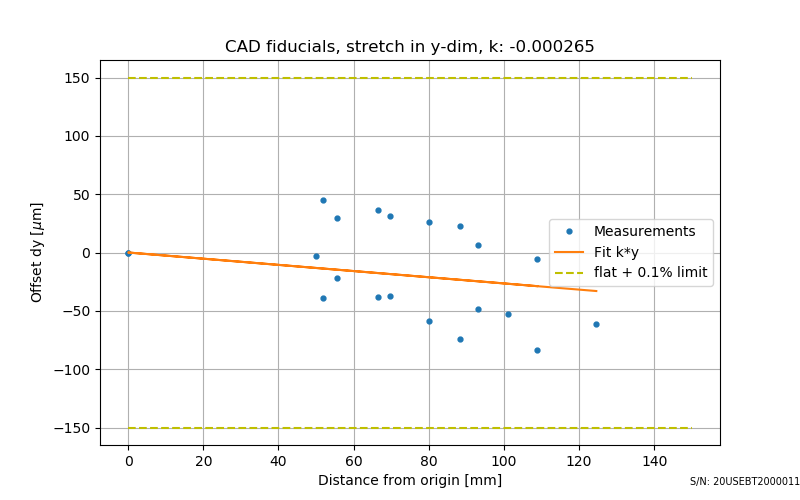 CAD fiducials, stretch in y-dim, k: -0.000265
Offset dy [μm]
150
100
50
0
−50
−100
−150
Measurements
Fit k*y
flat + 0.1% limit
0 20 40 60 80 100 120 140
Distance from origin [mm]
S/N: 20USEBT2000011